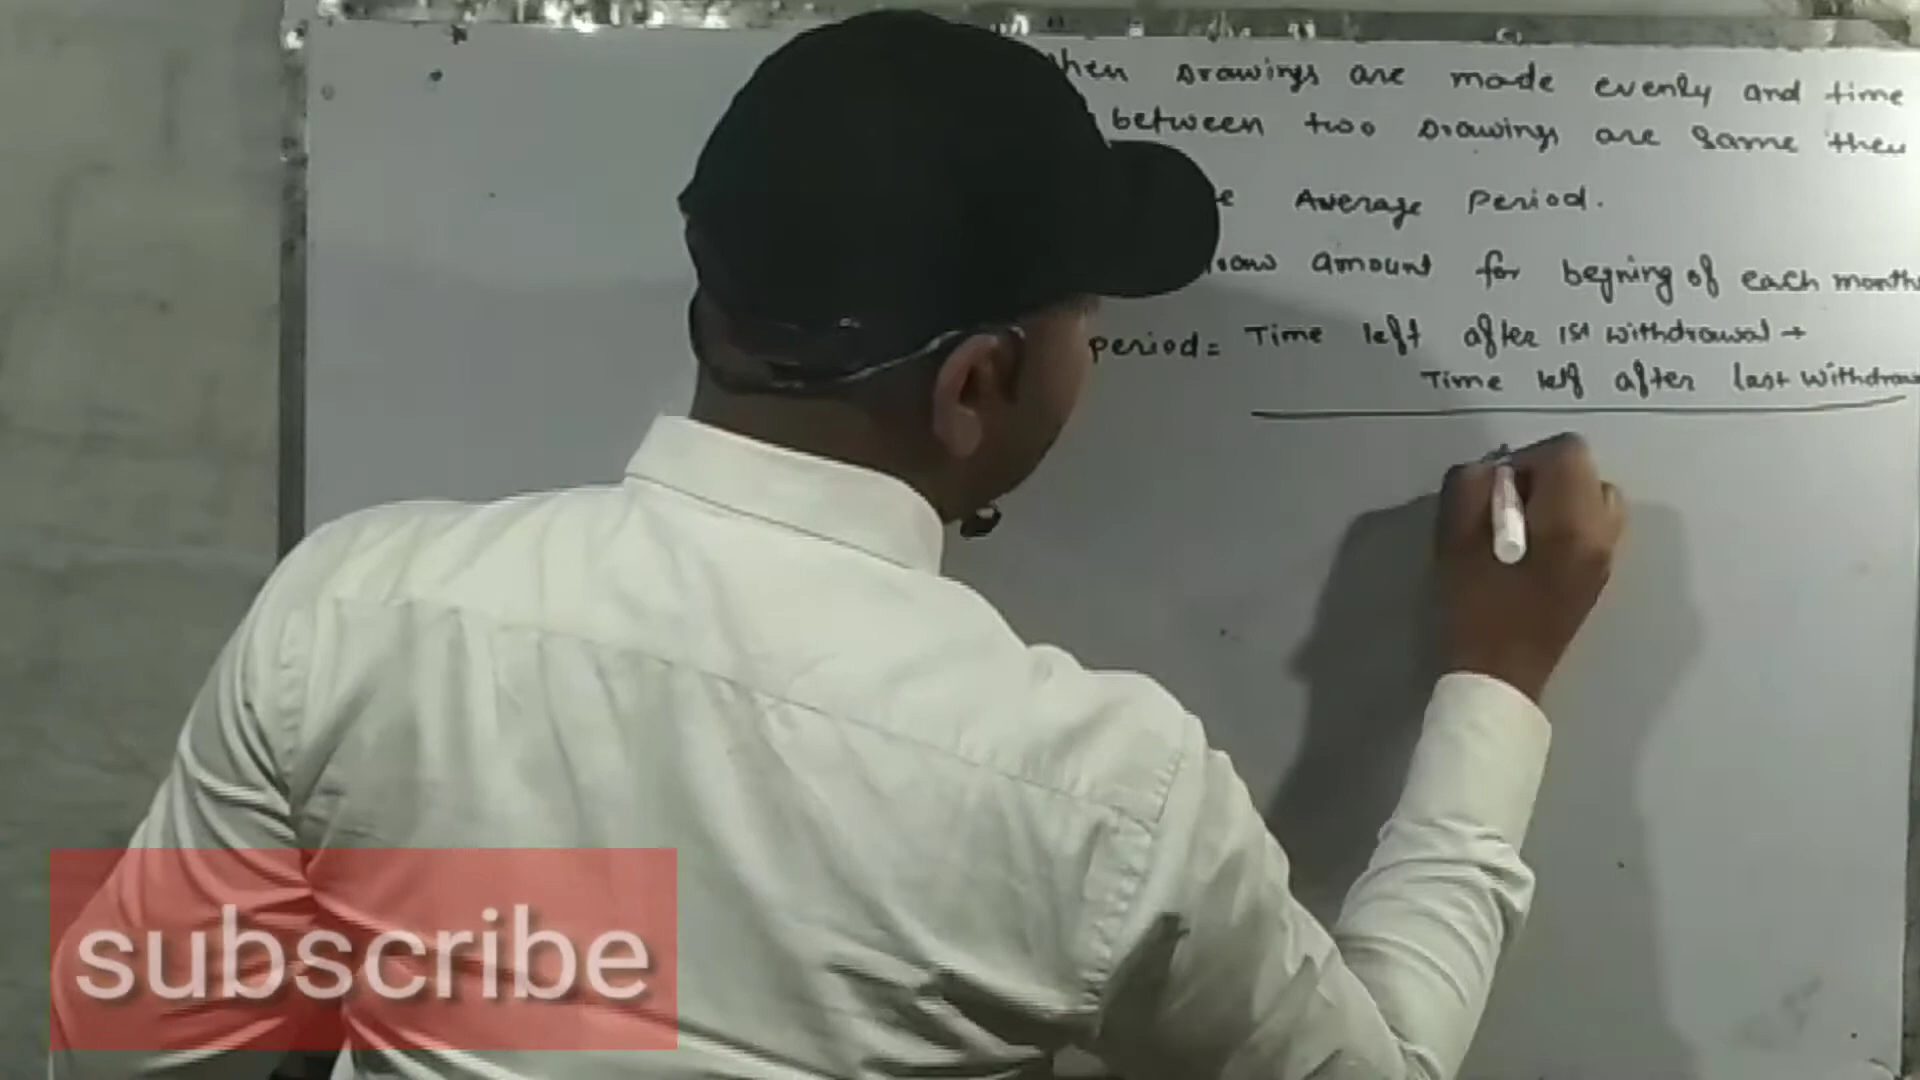 hen Drawings are made evenly and time
between two Drawings are same then
e Average Period.
raw amount for begning of each month
period = Time left after 1st withdrawal +
Time left after last withdraw
subscribe